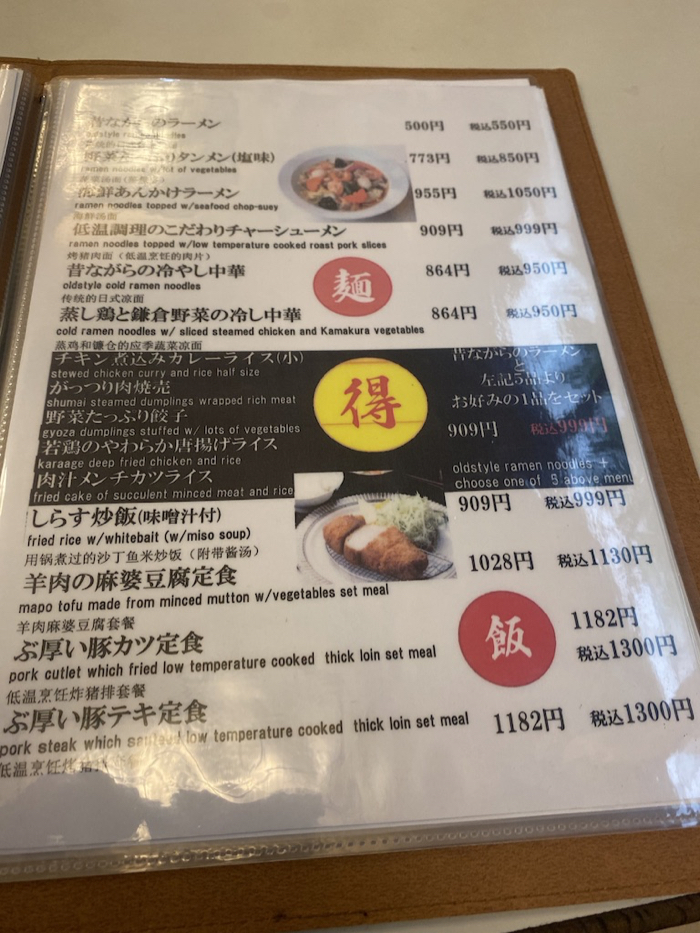 昔ながらのラーメン 500円 税込550円
oldstyle ramen noodles
野菜たっぷりタンメン(塩味) 773円 税込850円
ramen noodles w/lot of vegetables
海鮮あんかけラーメン 955円 税込1050円
ramen noodles topped w/seafood chop-suey
海鲜汤面
低温調理のこだわりチャーシューメン 909円 税込999円
ramen noodles topped w/low temperature cooked roast pork slices
烤猪肉面（低温烹饪的肉片）
昔ながらの冷やし中華 864円 税込950円
oldstyle cold ramen noodles
传统的日式凉面
麺
蒸し鶏と鎌倉野菜の冷し中華 864円 税込950円
cold ramen noodles w/ sliced steamed chicken and Kamakura vegetables
蒸鸡和镰仓的应季蔬菜凉面
チキン煮込みカレーライス(小)
stewed chicken curry and rice half size
がっつり肉焼売
shumai steamed dumplings wrapped rich meat
野菜たっぷり餃子
gyoza dumplings stuffed w/ lots of vegetables
若鶏のやわらか唐揚げライス
karaage deep fried chicken and rice
肉汁メンチカツライス
fried cake of succulent minced meat and rice
得
昔ながらのラーメン
と
左記5品より
お好みの1品をセット
909円 税込999円
oldstyle ramen noodles +
choose one of 5 above menu
しらす炒飯(味噌汁付) 909円 税込999円
fried rice w/whitebait (w/miso soup)
用锅煮过的沙丁鱼米炒饭（附带酱汤）
羊肉の麻婆豆腐定食 1028円 税込1130円
mapo tofu made from minced mutton w/vegetables set meal
羊肉麻婆豆腐套餐
飯
ぶ厚い豚カツ定食 1182円
税込1300円
pork cutlet which fried low temperature cooked thick loin set meal
低温烹饪炸猪排套餐
ぶ厚い豚テキ定食 1182円 税込1300円
pork steak which sauteed low temperature cooked thick loin set meal
低温烹饪烤猪排